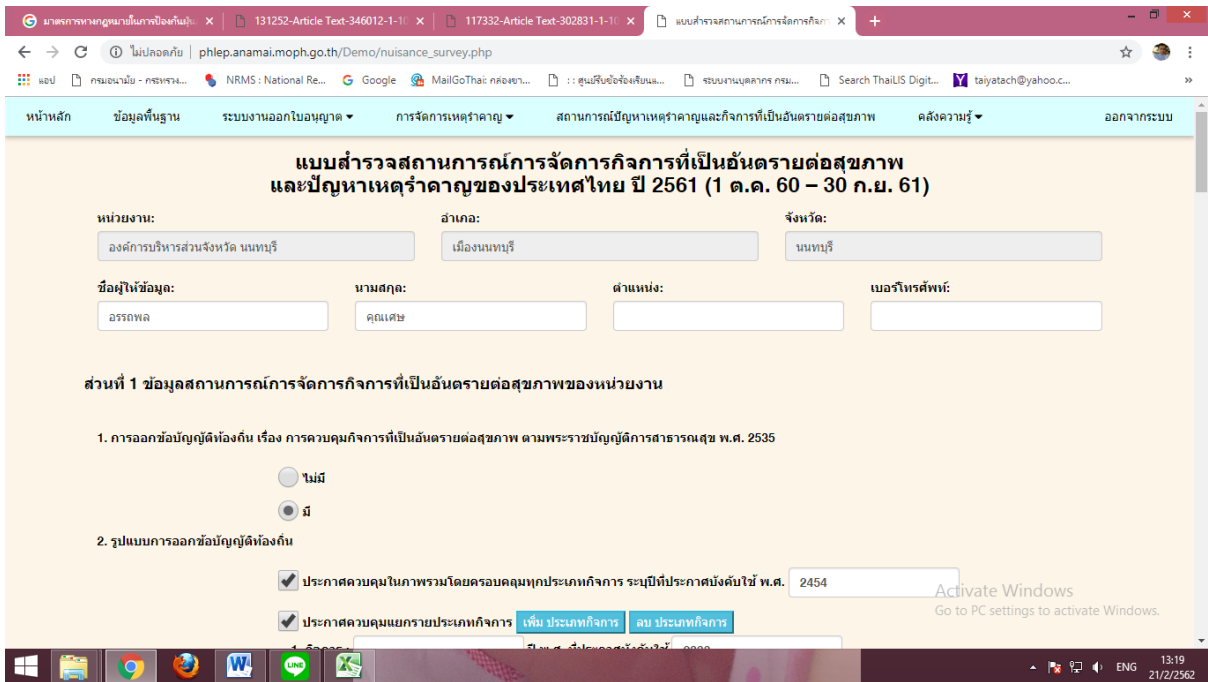 มาตรการทางกฎหมายในการป้องกันฝุ่น
131252-Article Text-346012-1-10
117332-Article Text-302831-1-10
แบบสำรวจสถานการณ์การจัดการกิจการ
ไม่ปลอดภัย | phlep.anamai.moph.go.th/Demo/nuisance_survey.php
แอป กรมอนามัย - กระทรว... NRMS : National Re... Google MailGoThai: กล่องขา... : : ศูนย์รับข้อร้องเรียนแ... ระบบงานบุคลากร กรม... Search ThaiLIS Digit... taiyatach@yahoo.c... »
หน้าหลัก ข้อมูลพื้นฐาน ระบบงานออกใบอนุญาต การจัดการเหตุรำคาญ สถานการณ์ปัญหาเหตุรำคาญและกิจการที่เป็นอันตรายต่อสุขภาพ คลังความรู้ ออกจากระบบ
แบบสำรวจสถานการณ์การจัดการกิจการที่เป็นอันตรายต่อสุขภาพ
และปัญหาเหตุรำคาญของประเทศไทย ปี 2561 (1 ต.ค. 60 – 30 ก.ย. 61)
หน่วยงาน: อำเภอ: จังหวัด:
องค์การบริหารส่วนจังหวัด นนทบุรี เมืองนนทบุรี นนทบุรี
ชื่อผู้ให้ข้อมูล: นามสกุล: ตำแหน่ง: เบอร์โทรศัพท์:
อรรถพล คุณเศษ
ส่วนที่ 1 ข้อมูลสถานการณ์การจัดการกิจการที่เป็นอันตรายต่อสุขภาพของหน่วยงาน
1. การออกข้อบัญญัติท้องถิ่น เรื่อง การควบคุมกิจการที่เป็นอันตรายต่อสุขภาพ ตามพระราชบัญญัติการสาธารณสุข พ.ศ. 2535
ไม่มี
มี
2. รูปแบบการออกข้อบัญญัติท้องถิ่น
ประกาศควบคุมในภาพรวมโดยครอบคลุมทุกประเภทกิจการ ระบุปีที่ประกาศบังคับใช้ พ.ศ. 2454
Activate Windows
Go to PC settings to activate Windows.
ประกาศควบคุมแยกรายประเภทกิจการ เพิ่ม ประเภทกิจการ ลบ ประเภทกิจการ
ENG 13:19
21/2/2562